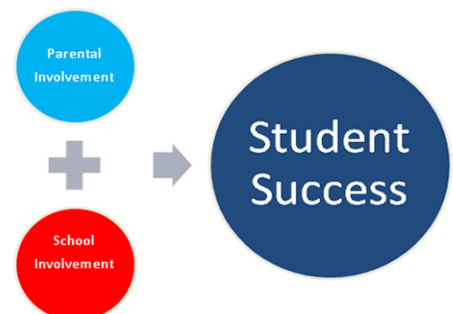 Parental
Involvement
Student
Success
School
Involvement